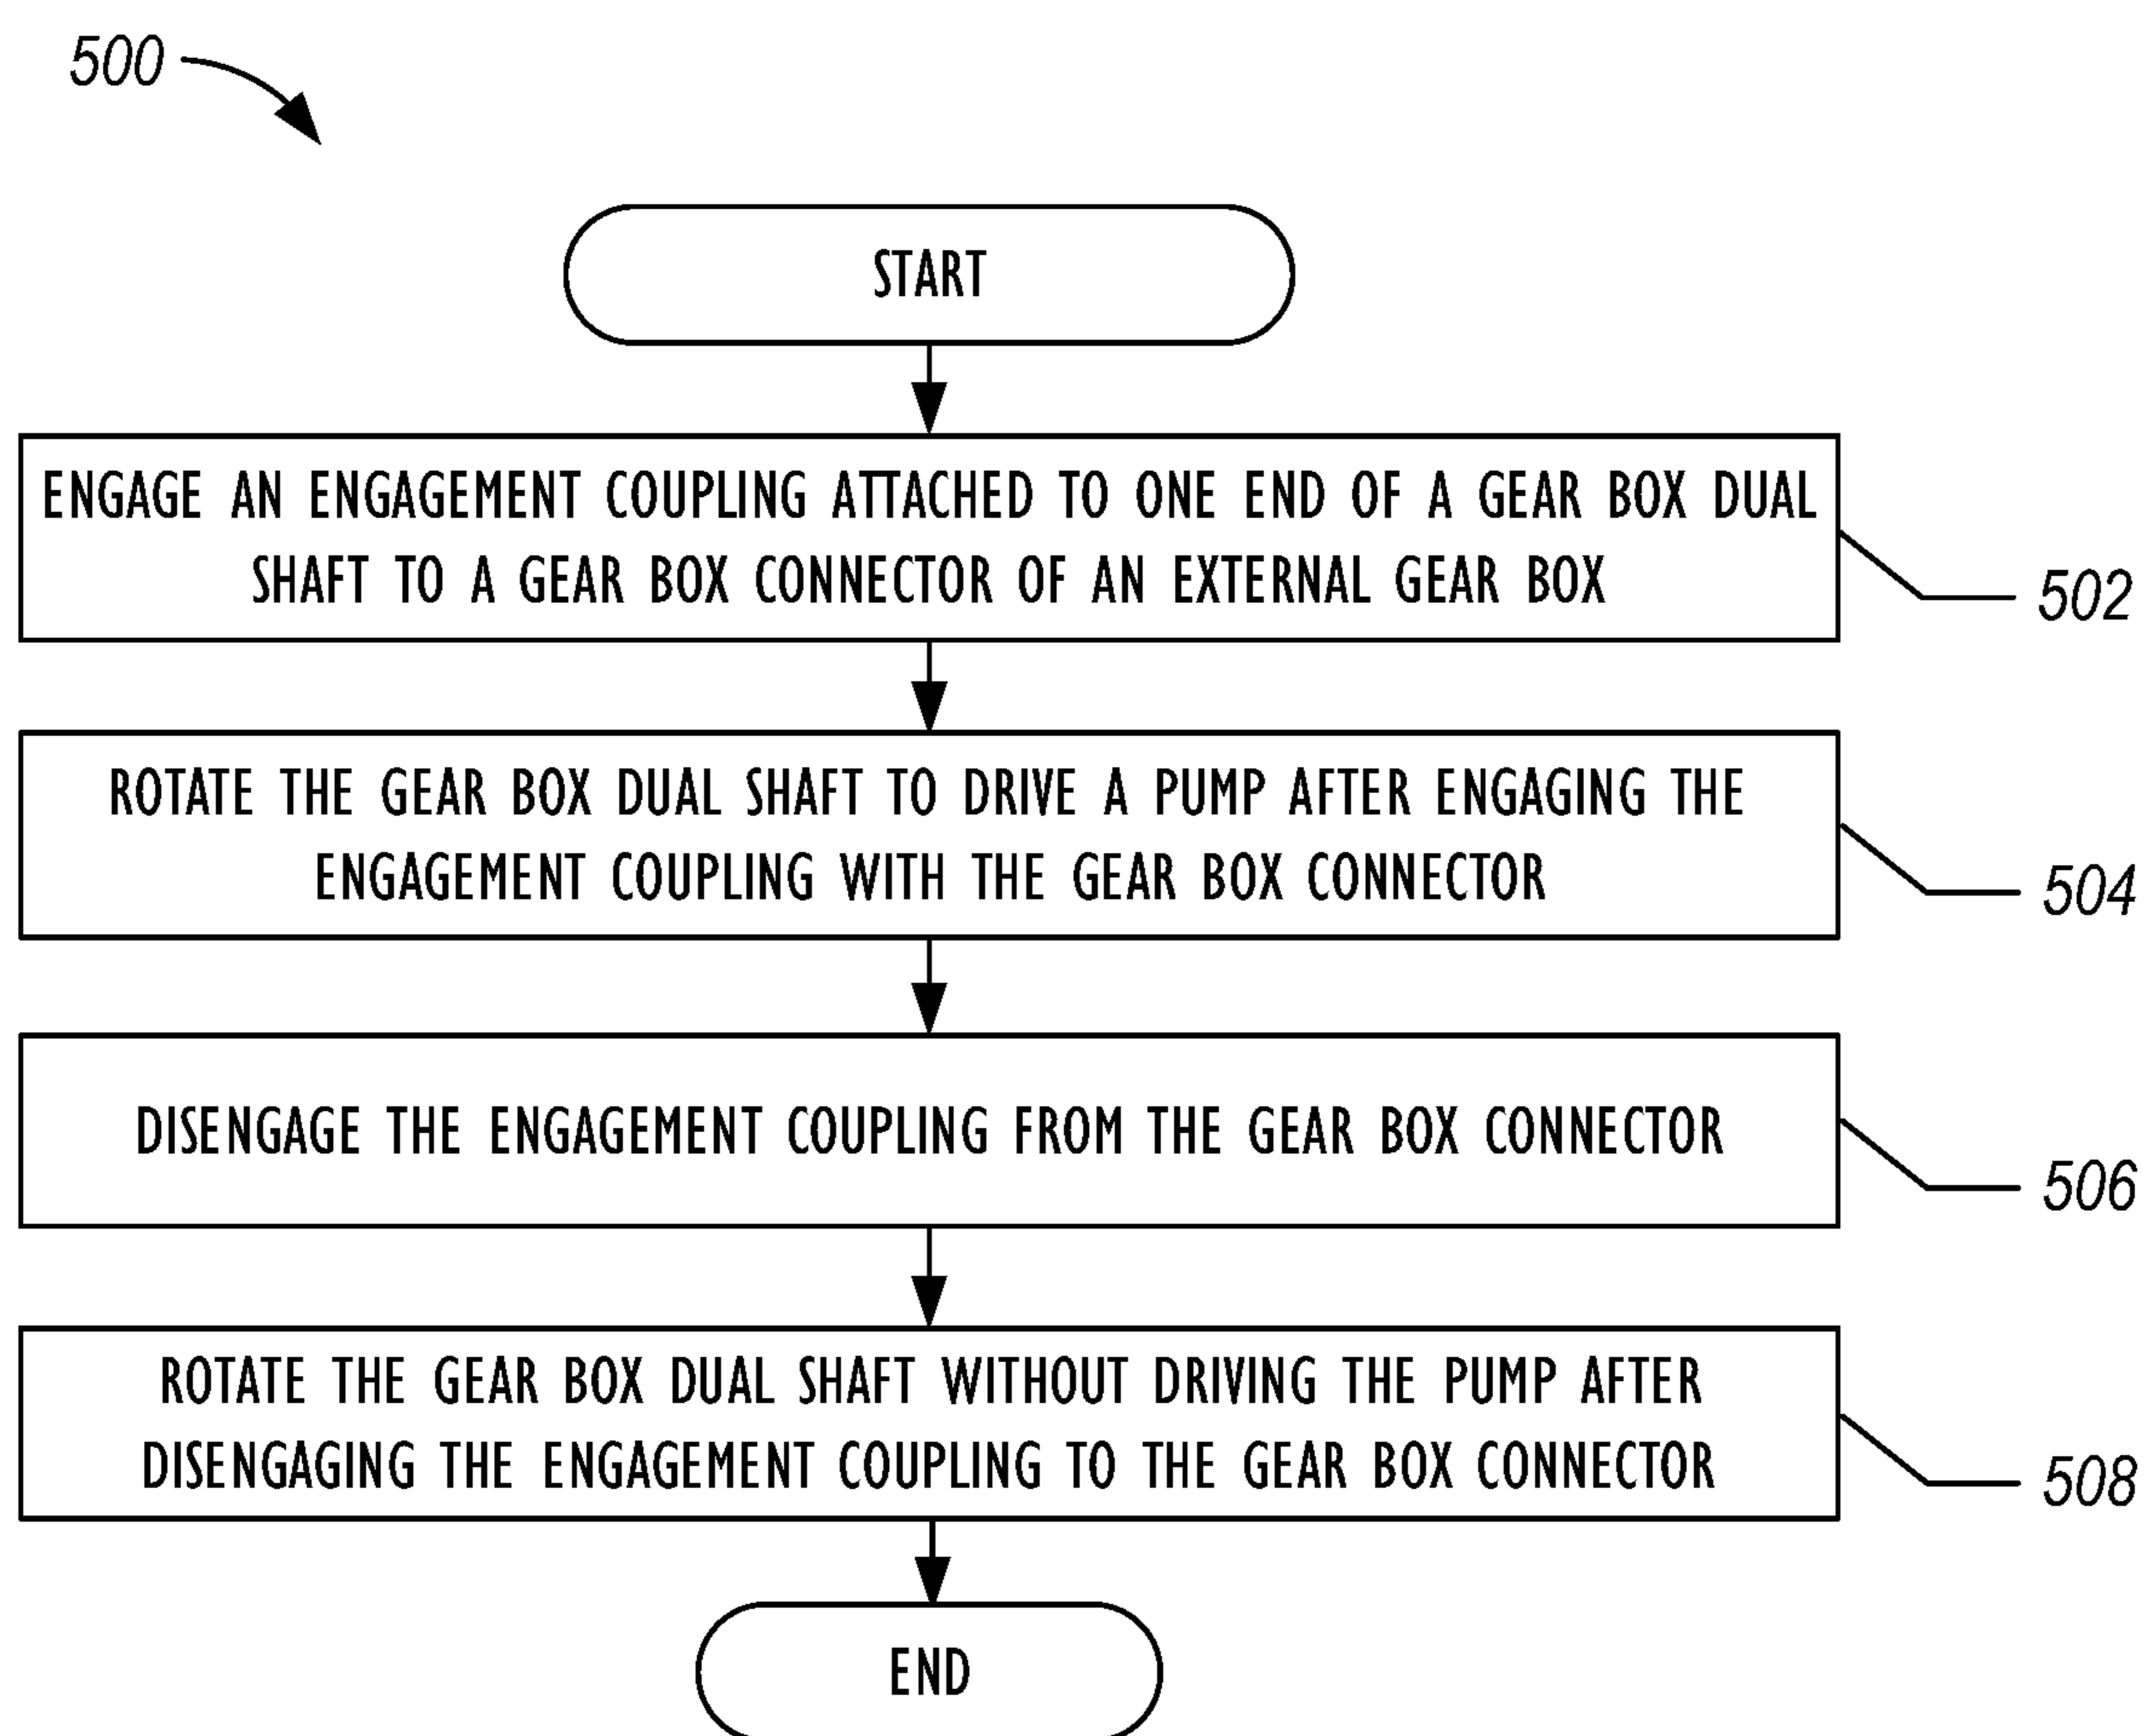 500
START
ENGAGE AN ENGAGEMENT COUPLING ATTACHED TO ONE END OF A GEAR BOX DUAL
SHAFT TO A GEAR BOX CONNECTOR OF AN EXTERNAL GEAR BOX
502
ROTATE THE GEAR BOX DUAL SHAFT TO DRIVE A PUMP AFTER ENGAGING THE
ENGAGEMENT COUPLING WITH THE GEAR BOX CONNECTOR
504
DISENGAGE THE ENGAGEMENT COUPLING FROM THE GEAR BOX CONNECTOR
506
ROTATE THE GEAR BOX DUAL SHAFT WITHOUT DRIVING THE PUMP AFTER
DISENGAGING THE ENGAGEMENT COUPLING TO THE GEAR BOX CONNECTOR
508
END